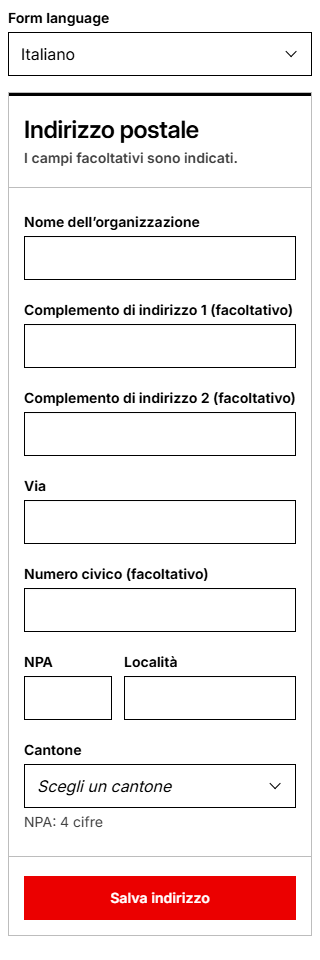 Form language
Italiano
Indirizzo postale
I campi facoltativi sono indicati.
Nome dell’organizzazione
Complemento di indirizzo 1 (facoltativo)
Complemento di indirizzo 2 (facoltativo)
Via
Numero civico (facoltativo)
NPA Località
Cantone
Scegli un cantone
NPA: 4 cifre
Salva indirizzo